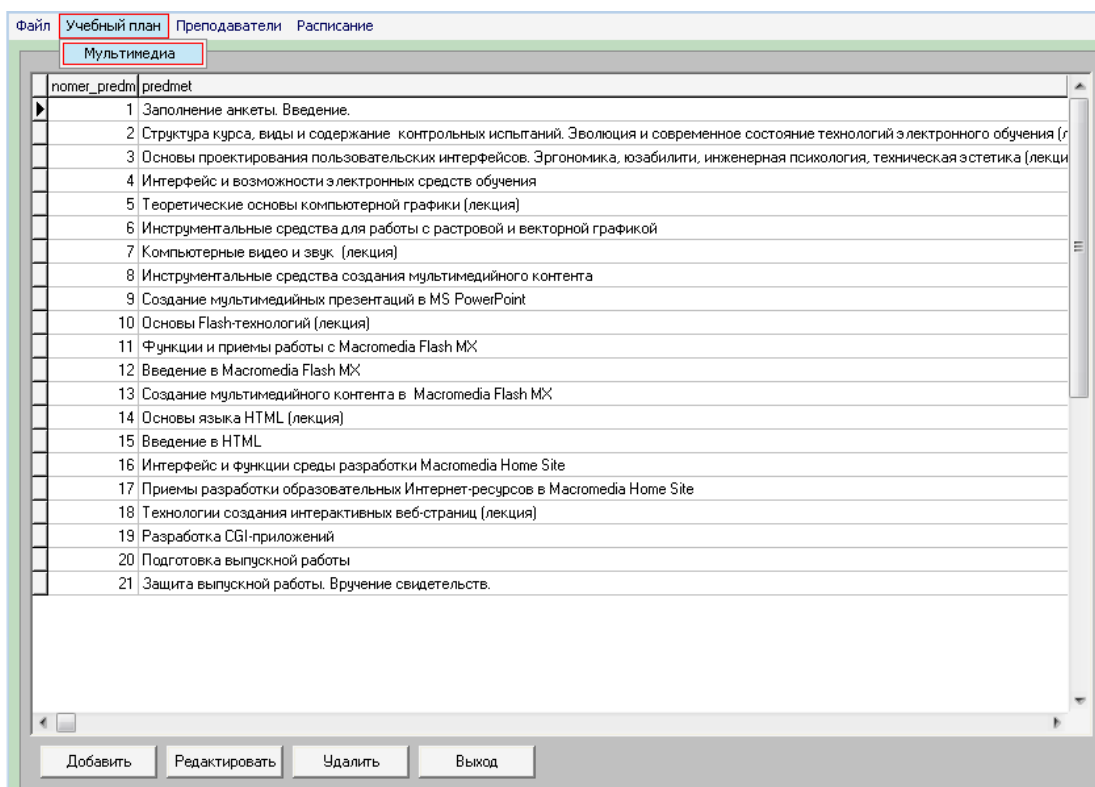 Файл Учебный план Преподаватели Расписание
Мультимедиа
nomer_predm predmet
1 Заполнение анкеты. Введение.
2 Структура курса, виды и содержание контрольных испытаний. Эволюция и современное состояние технологий электронного обучения (л
3 Основы проектирования пользовательских интерфейсов. Эргономика, юзабилити, инженерная психология, техническая эстетика (лекци
4 Интерфейс и возможности электронных средств обучения
5 Теоретические основы компьютерной графики (лекция)
6 Инструментальные средства для работы с растровой и векторной графикой
7 Компьютерные видео и звук (лекция)
8 Инструментальные средства создания мультимедийного контента
9 Создание мультимедийных презентаций в MS PowerPoint
10 Основы Flash-технологий (лекция)
11 Функции и приемы работы с Macromedia Flash MX
12 Введение в Macromedia Flash MX
13 Создание мультимедийного контента в Macromedia Flash MX
14 Основы языка HTML (лекция)
15 Введение в HTML
16 Интерфейс и функции среды разработки Macromedia Home Site
17 Приемы разработки образовательных Интернет-ресурсов в Macromedia Home Site
18 Технологии создания интерактивных веб-страниц (лекция)
19 Разработка CGI-приложений
20 Подготовка выпускной работы
21 Защита выпускной работы. Вручение свидетельств.
Добавить Редактировать Удалить Выход